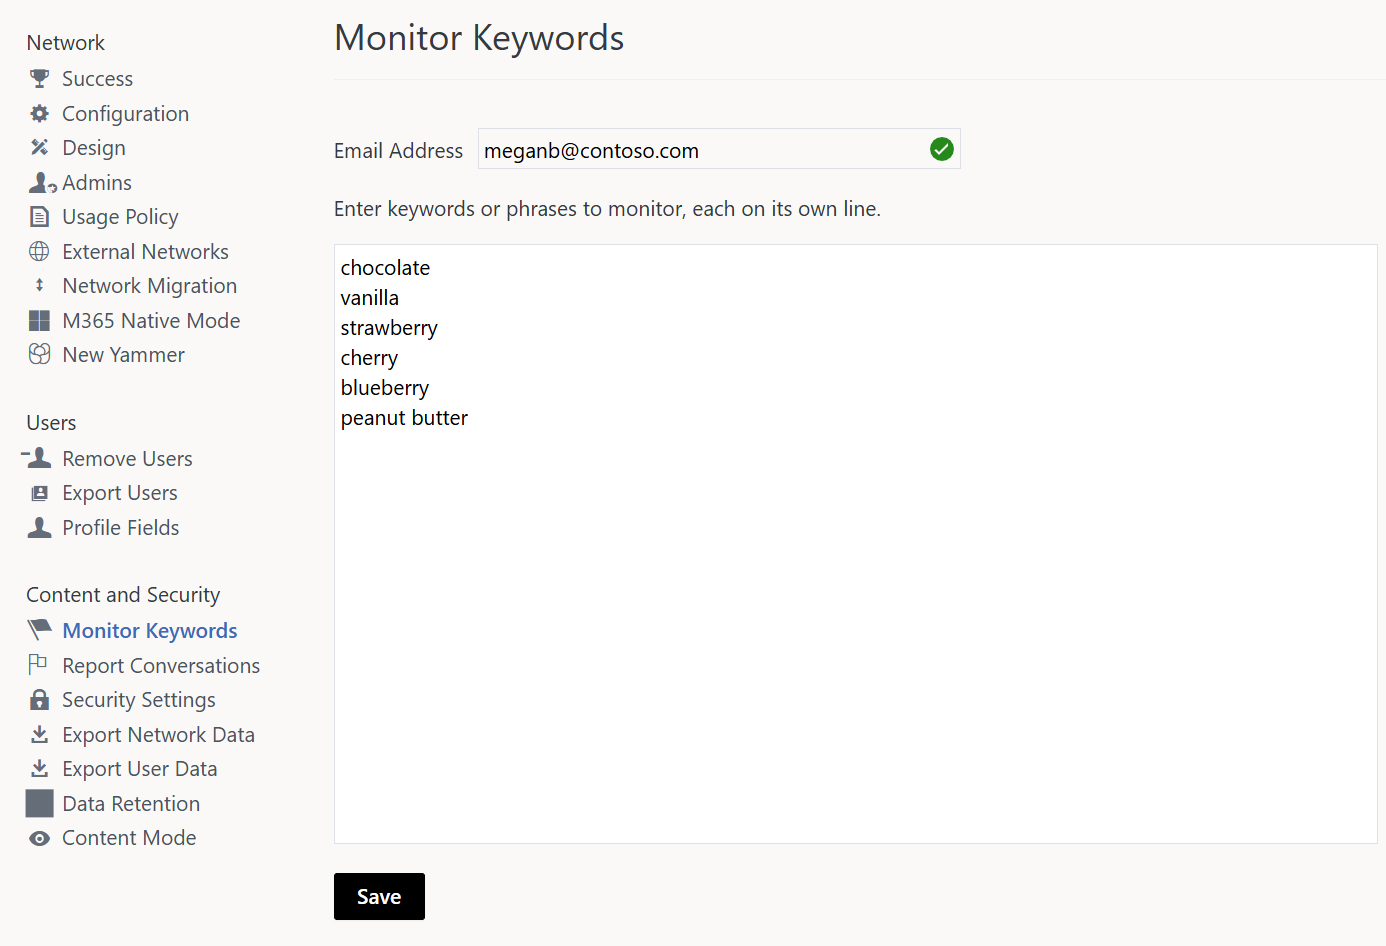 Network
Success
Configuration
Design
Admins
Usage Policy
External Networks
Network Migration
M365 Native Mode
New Yammer
Users
Remove Users
Export Users
Profile Fields
Content and Security
Monitor Keywords
Report Conversations
Security Settings
Export Network Data
Export User Data
Data Retention
Content Mode
Monitor Keywords
Email Address meganb@contoso.com
Enter keywords or phrases to monitor, each on its own line.
chocolate
vanilla
strawberry
cherry
blueberry
peanut butter
Save